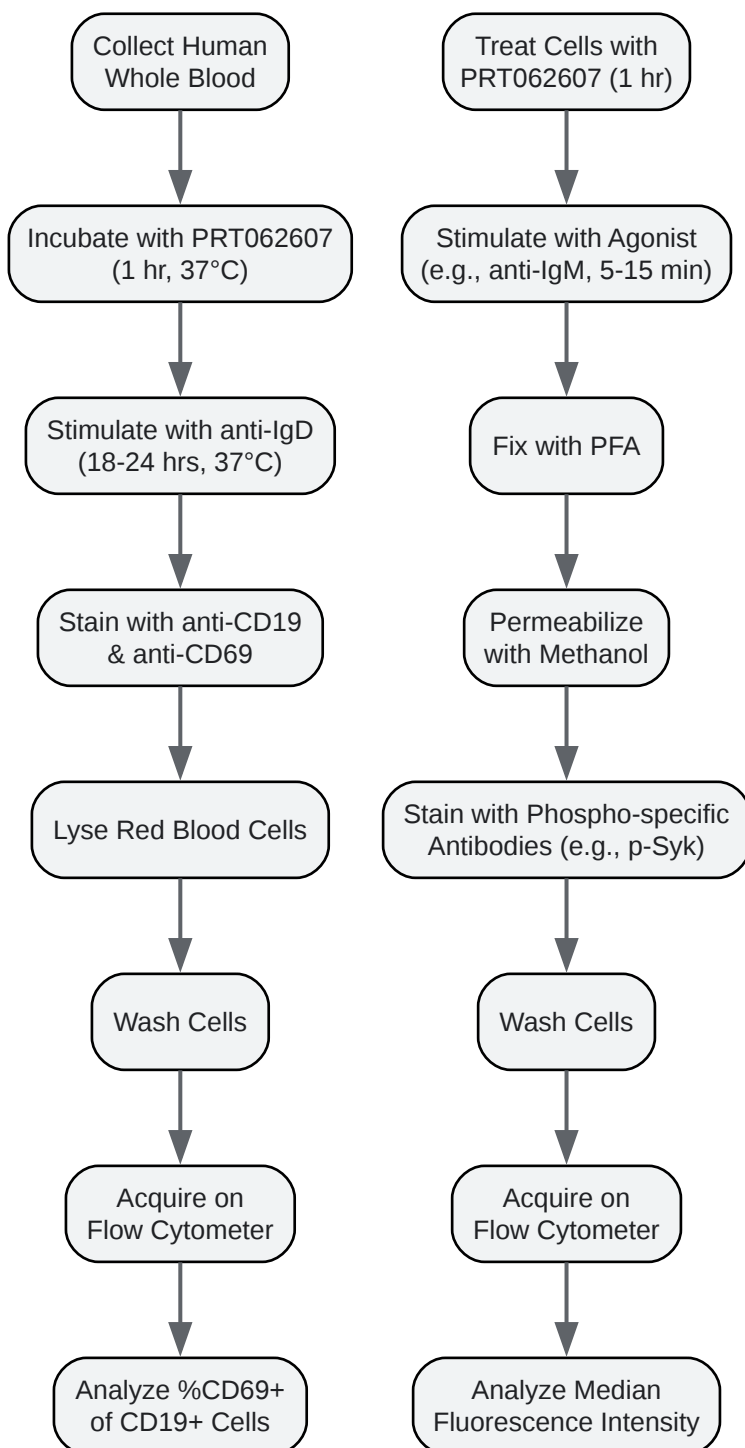 Collect Human
Whole Blood
Incubate with PRT062607
(1 hr, 37°C)
Stimulate with anti-IgD
(18-24 hrs, 37°C)
Stain with anti-CD19
& anti-CD69
Lyse Red Blood Cells
Wash Cells
Acquire on
Flow Cytometer
Analyze %CD69+
of CD19+ Cells
Treat Cells with
PRT062607 (1 hr)
Stimulate with Agonist
(e.g., anti-IgM, 5-15 min)
Fix with PFA
Permeabilize
with Methanol
Stain with Phospho-specific
Antibodies (e.g., p-Syk)
Wash Cells
Acquire on
Flow Cytometer
Analyze Median
Fluorescence Intensity